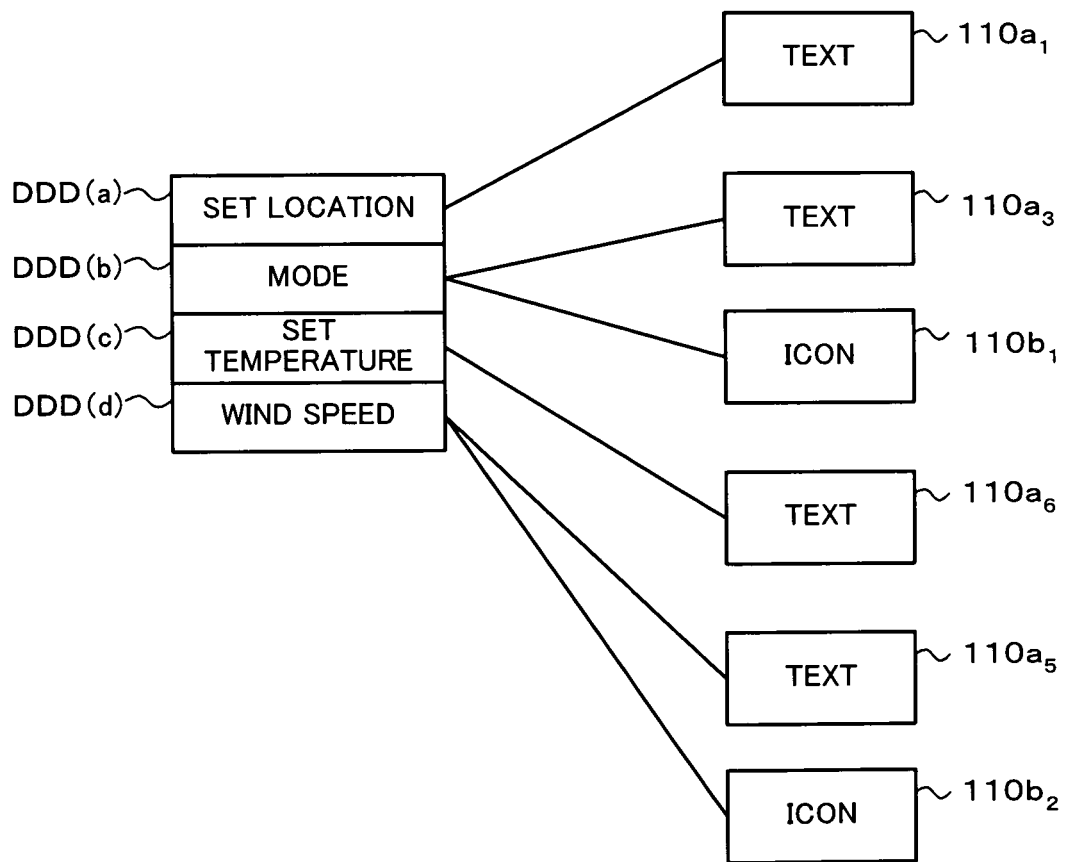 TEXT 110a₁
DDD(a) SET LOCATION
TEXT 110a₃
DDD(b) MODE
DDD(c) SET
TEMPERATURE
ICON 110b₁
DDD(d) WIND SPEED
TEXT 110a₆
TEXT 110a₅
ICON 110b₂